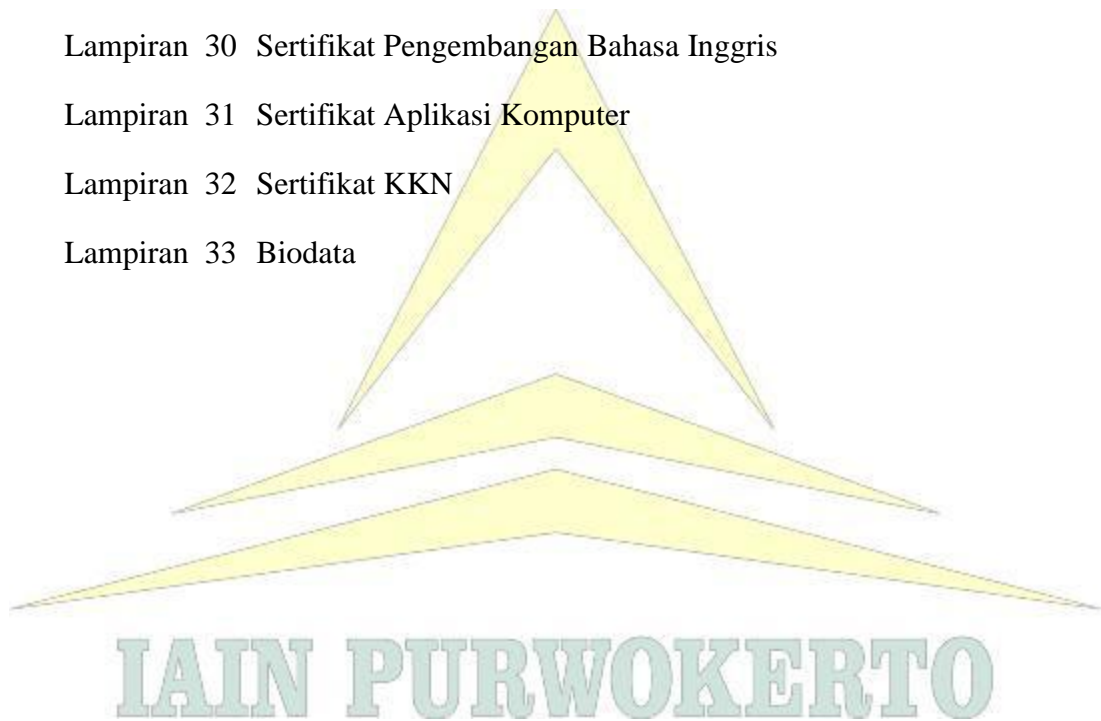 Lampiran 30 Sertifikat Pengembangan Bahasa Inggris
Lampiran 31 Sertifikat Aplikasi Komputer
Lampiran 32 Sertifikat KKN
Lampiran 33 Biodata
IAIN PURWOKERTO